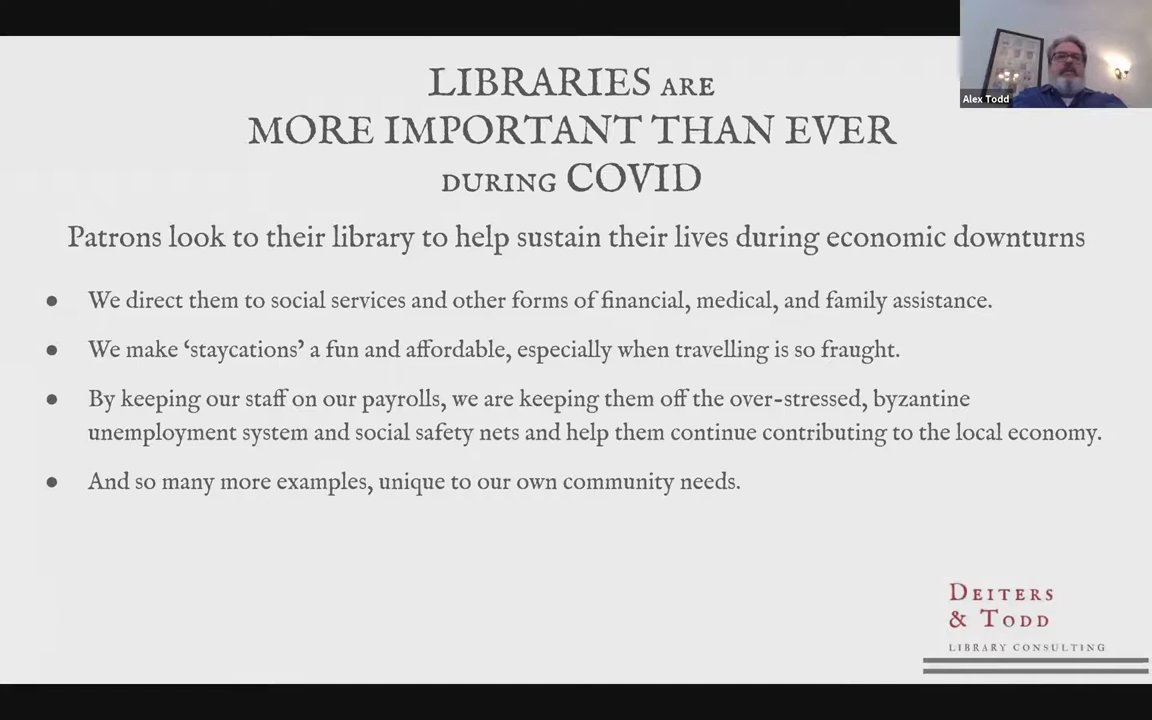 LIBRARIES ARE
MORE IMPORTANT THAN EVER
DURING COVID
Alex Todd
Patrons look to their library to help sustain their lives during economic downturns
● We direct them to social services and other forms of financial, medical, and family assistance.
● We make ‘staycations’ a fun and affordable, especially when travelling is so fraught.
● By keeping our staff on our payrolls, we are keeping them off the over-stressed, byzantine
unemployment system and social safety nets and help them continue contributing to the local economy.
● And so many more examples, unique to our own community needs.
DEITERS
& TODD
LIBRARY CONSULTING